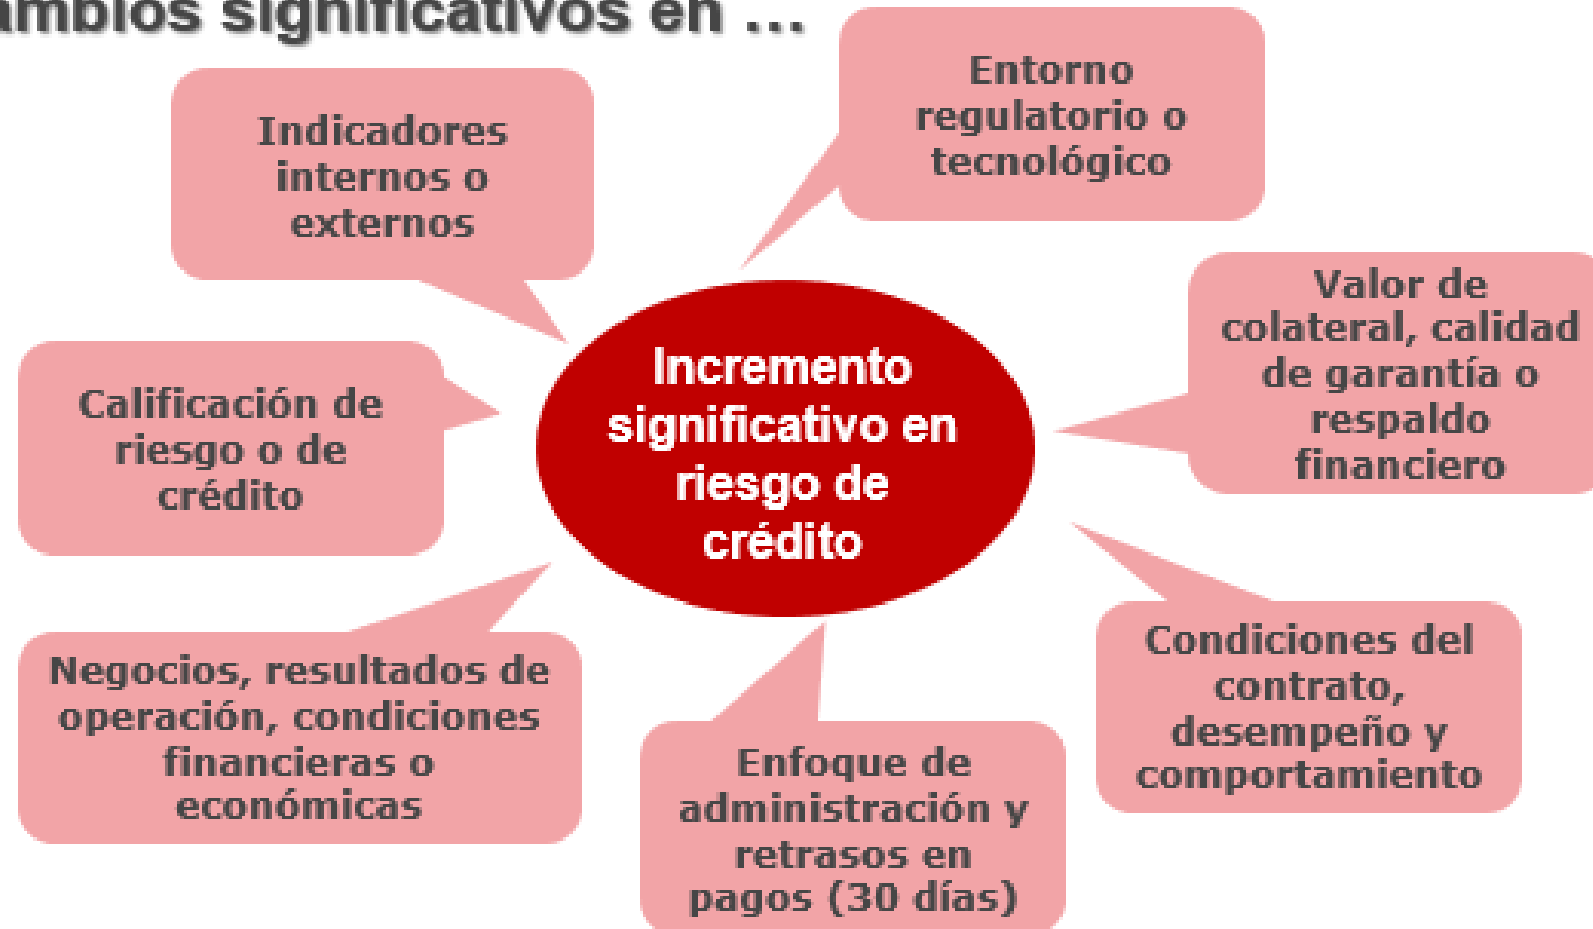 ambios significativos en ...
Indicadores
internos o
externos
Entorno
regulatorio o
tecnológico
Valor de
colateral, calidad
de garantía o
respaldo
financiero
Calificación de
riesgo o de
crédito
Incremento
significativo en
riesgo de
crédito
Negocios, resultados de
operación, condiciones
financieras o
económicas
Enfoque de
administración y
retrasos en
pagos (30 días)
Condiciones del
contrato,
desempeño y
comportamiento